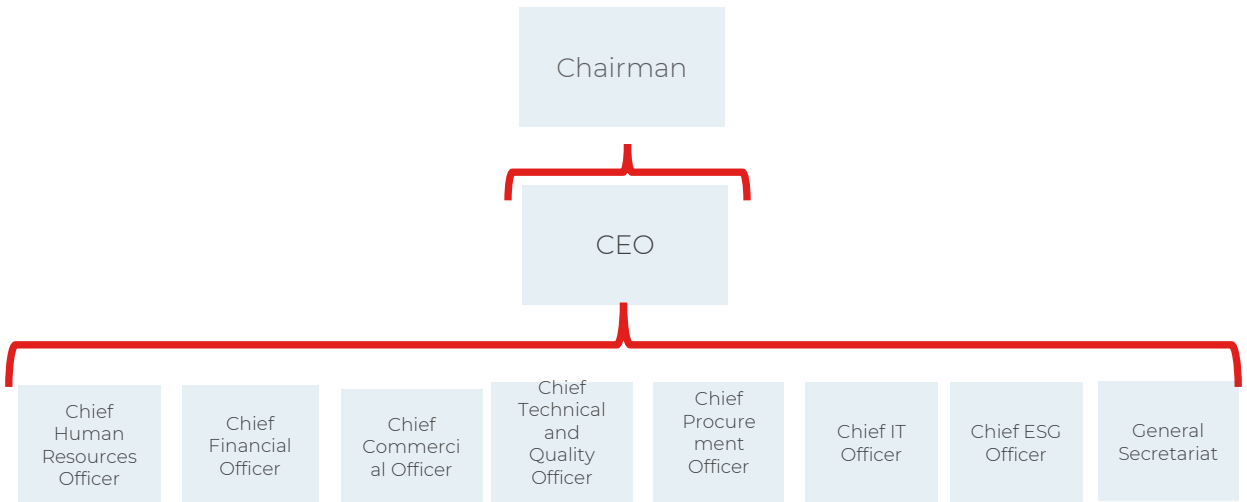 Chairman
CEO
Chief
Human
Resources
Officer
Chief
Financial
Officer
Chief
Commerci
al Officer
Chief
Technical
and
Quality
Officer
Chief
Procure
ment
Officer
Chief IT
Officer
Chief ESG
Officer
General
Secretariat